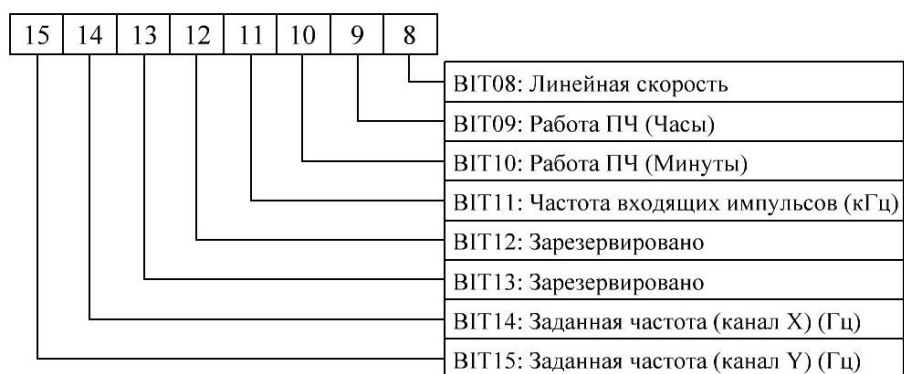 15 14 13 12 11 10 9 8
BIT08: Линейная скорость
BIT09: Работа ПЧ (Часы)
BIT10: Работа ПЧ (Минуты)
BIT11: Частота входящих импульсов (кГц)
BIT12: Зарезервировано
BIT13: Зарезервировано
BIT14: Заданная частота (канал X) (Гц)
BIT15: Заданная частота (канал Y) (Гц)